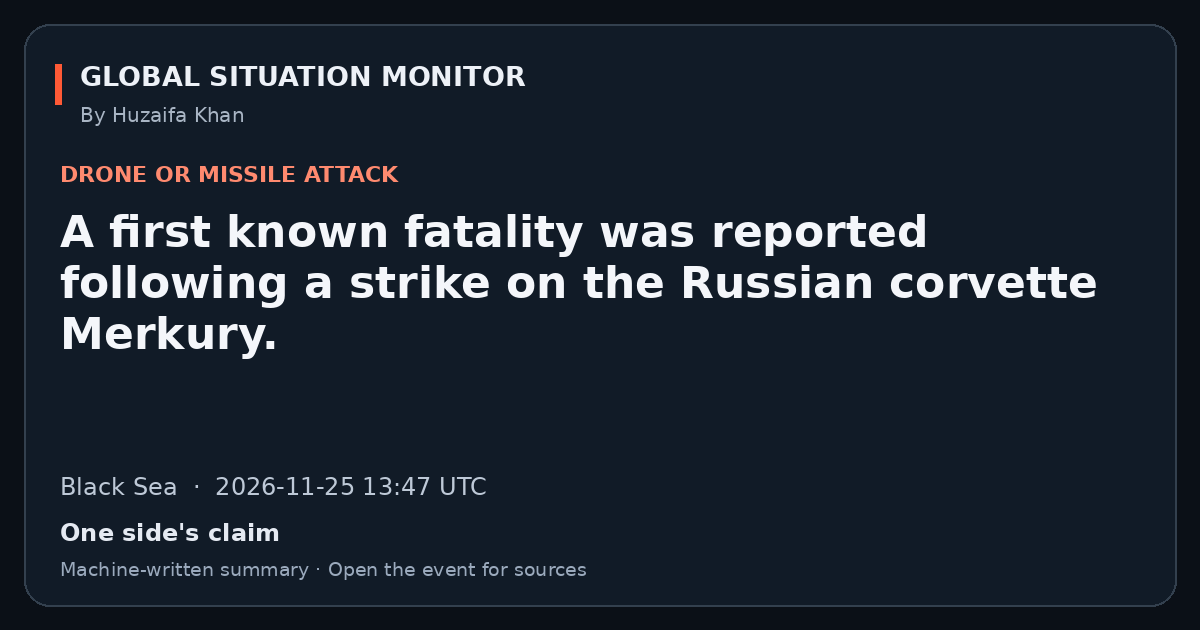 GLOBAL SITUATION MONITOR
By Huzaifa Khan
DRONE OR MISSILE ATTACK
A first known fatality was reported
following a strike on the Russian corvette
Merkury.
Black Sea · 2026-11-25 13:47 UTC
One side's claim
Machine-written summary · Open the event for sources